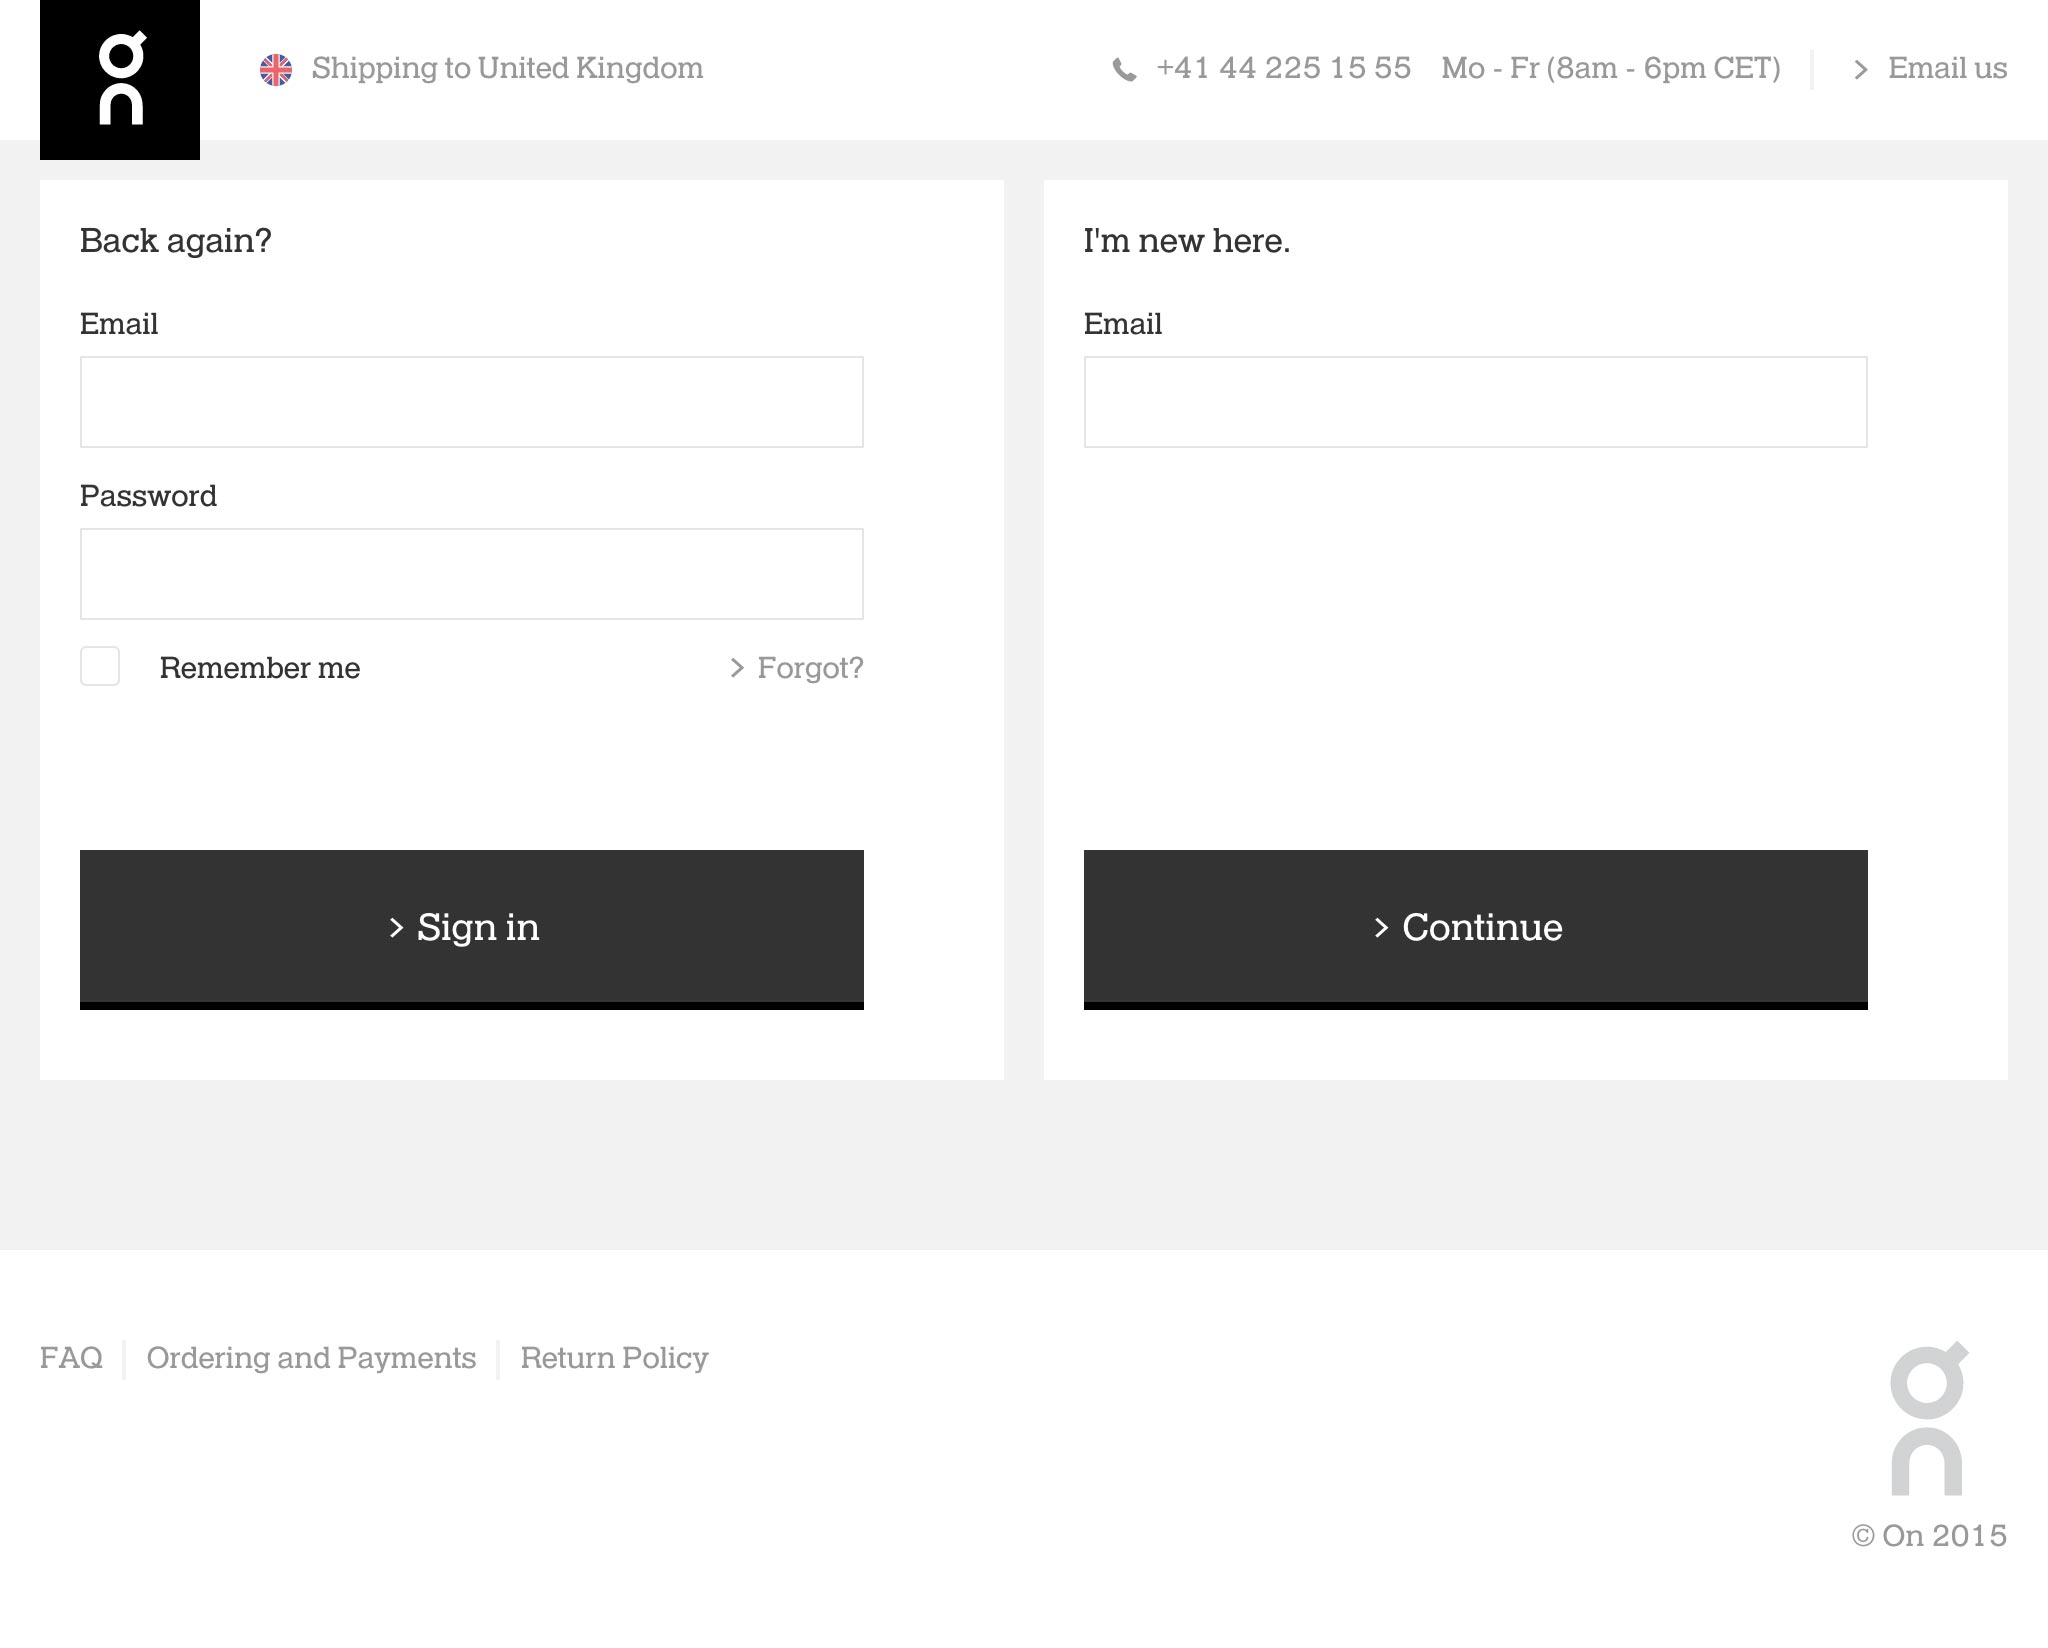 Shipping to United Kingdom
+41 44 225 15 55 Mo - Fr (8am - 6pm CET)
> Email us
Back again?
Email
Password
Remember me
> Forgot?
> Sign in
I'm new here.
Email
> Continue
FAQ
Ordering and Payments
Return Policy
© On 2015